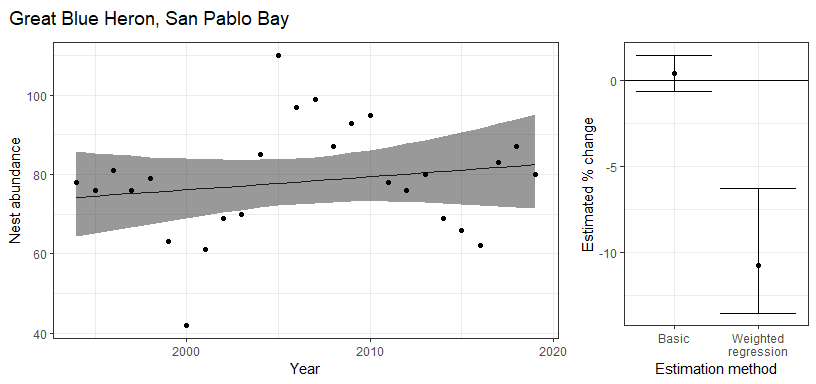 Great Blue Heron, San Pablo Bay
Nest abundance
100
80
60
40
2000
2010
2020
Year
Estimated % change
0
-5
-10
Basic
Weighted
regression
Estimation method